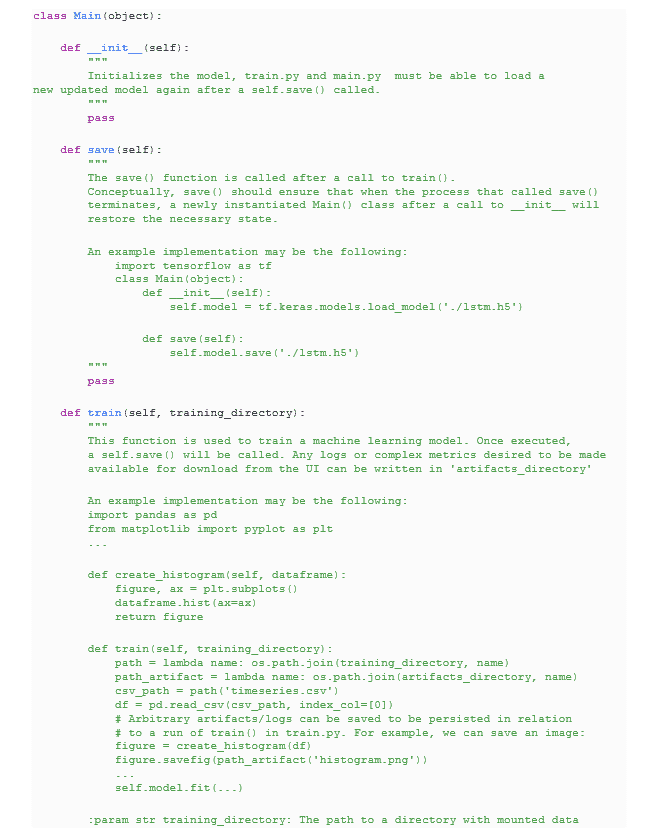 class Main(object):
def __init__(self):
"""
Initializes the model, train.py and main.py  must be able to load a
new updated model again after a self.save() called.
"""
pass
def save(self):
"""
The save() function is called after a call to train().
Conceptually, save() should ensure that when the process that called save()
terminates, a newly instantiated Main() class after a call to __init__ will
restore the necessary state.
An example implementation may be the following:
import tensorflow as tf
class Main(object):
def __init__(self):
self.model = tf.keras.models.load_model('./lstm.h5')
def save(self):
self.model.save('./lstm.h5')
"""
pass
def train(self, training_directory):
"""
This function is used to train a machine learning model. Once executed,
a self.save() will be called. Any logs or complex metrics desired to be made
available for download from the UI can be written in 'artifacts_directory'
An example implementation may be the following:
import pandas as pd
from matplotlib import pyplot as plt
...
def create_histogram(self, dataframe):
figure, ax = plt.subplots()
dataframe.hist(ax=ax)
return figure
def train(self, training_directory):
path = lambda name: os.path.join(training_directory, name)
path_artifact = lambda name: os.path.join(artifacts_directory, name)
csv_path = path('timeseries.csv')
df = pd.read_csv(csv_path, index_col=[0])
# Arbitrary artifacts/logs can be saved to be persisted in relation
# to a run of train() in train.py. For example, we can save an image:
figure = create_histogram(df)
figure.savefig(path_artifact('histogram.png'))
...
self.model.fit(...)
:param str training_directory: The path to a directory with mounted data